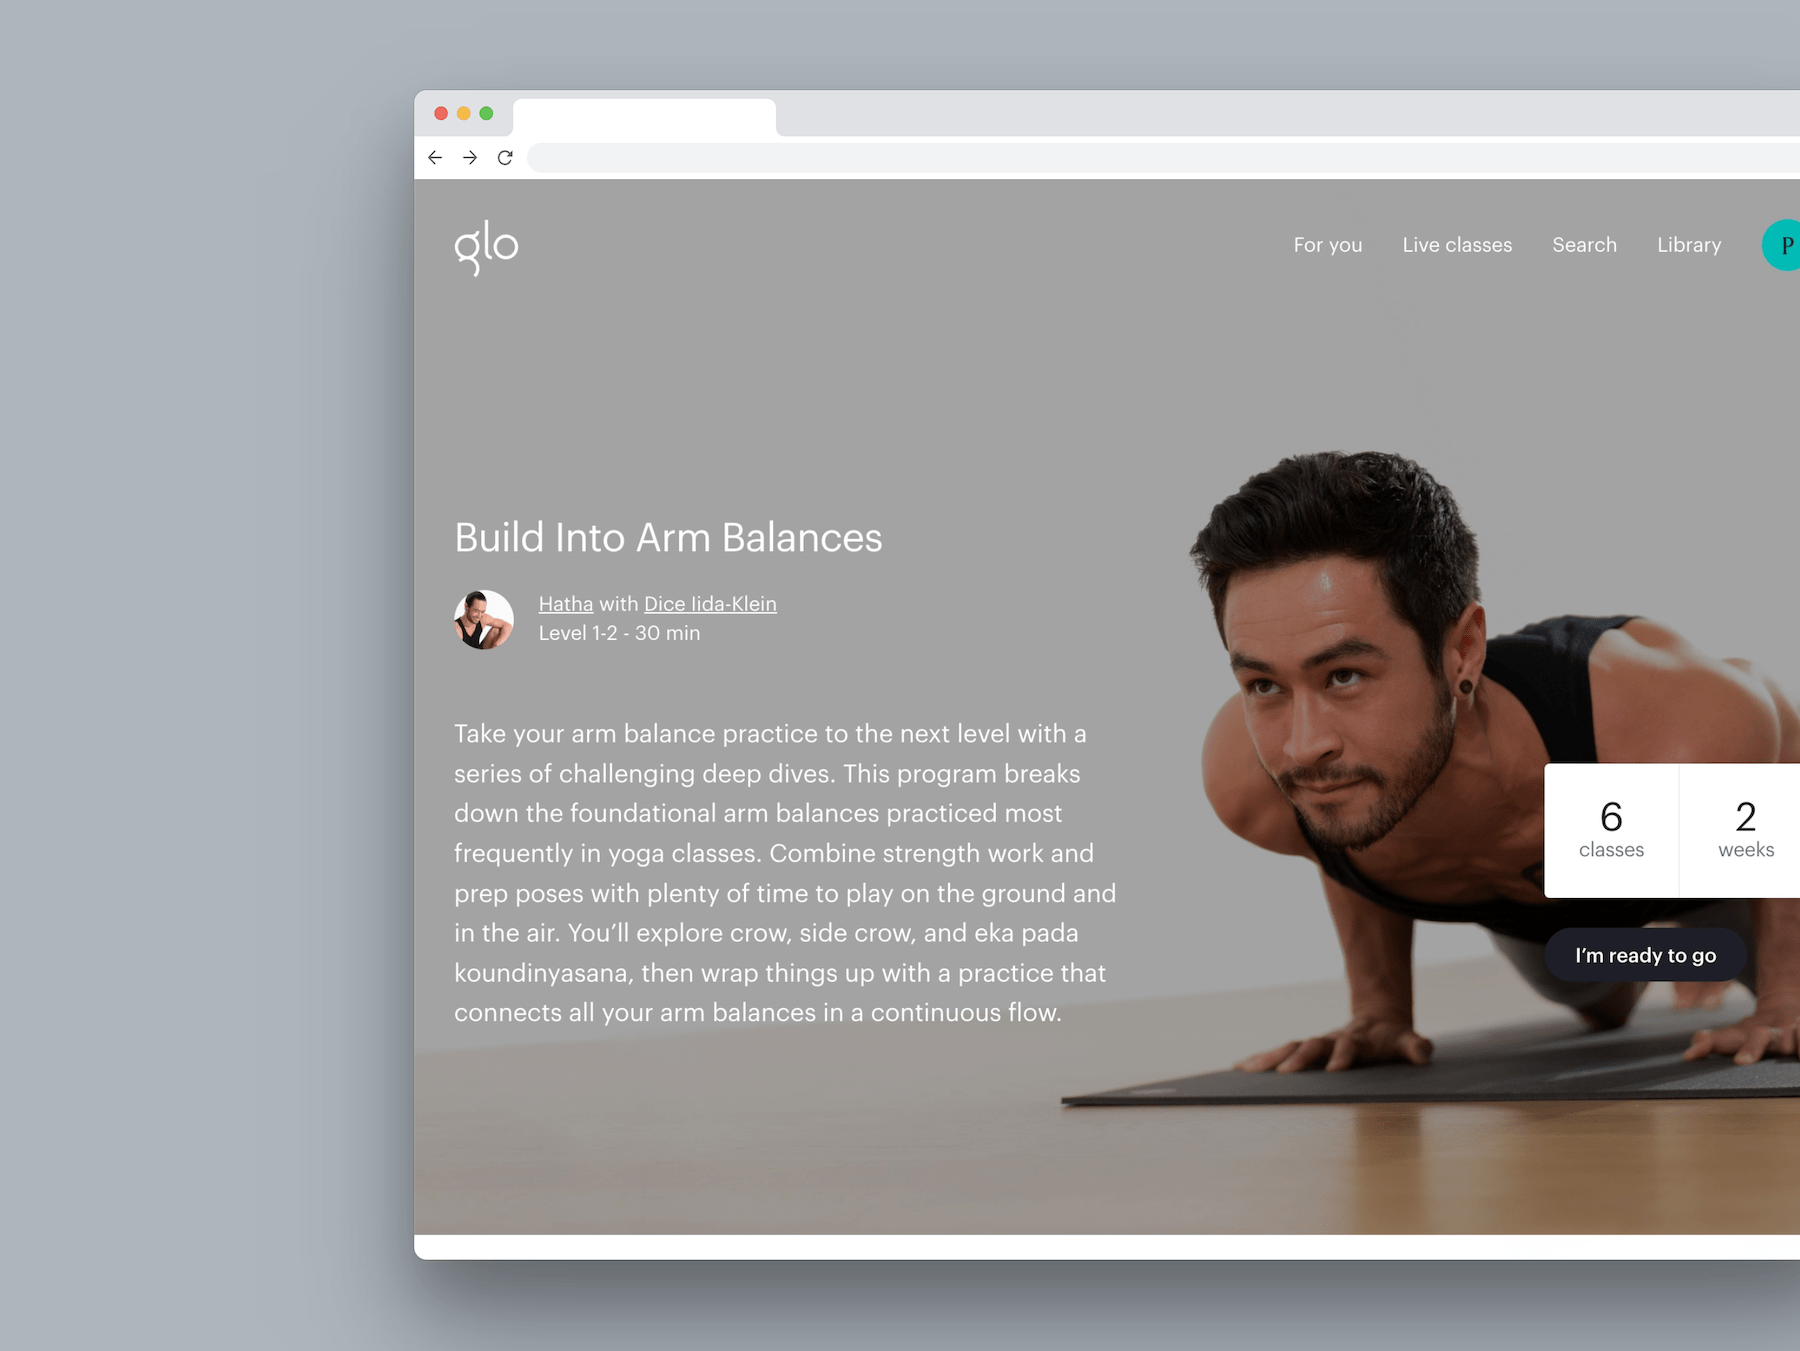 glo
For you Live classes Search Library P
Build Into Arm Balances
Hatha with Dice Iida-Klein
Level 1-2 - 30 min
Take your arm balance practice to the next level with a
series of challenging deep dives. This program breaks
down the foundational arm balances practiced most
frequently in yoga classes. Combine strength work and
prep poses with plenty of time to play on the ground and
in the air. You’ll explore crow, side crow, and eka pada
koundinyasana, then wrap things up with a practice that
connects all your arm balances in a continuous flow.
6
classes
2
weeks
I’m ready to go